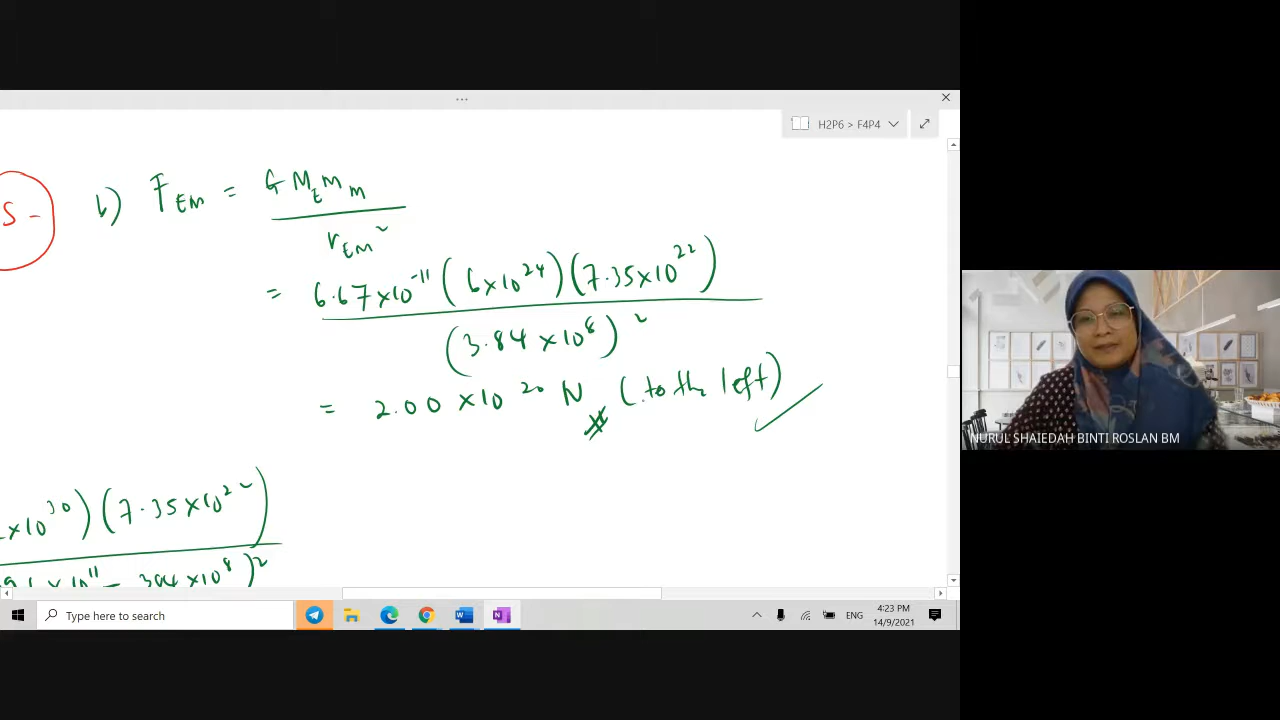 H2P6 > F4P4
S -
b) F_EM = G M_E M_m
r_EM²
= 6.67×10⁻¹¹ (6×10²⁴)(7.35×10²²)
(3.84×10⁸)²
= 2.00×10²⁰ N (to the left)
×10³⁰)(7.35×10²²)
×10¹¹ - 3.84×10⁸)²
NURUL SHAIEDAH BINTI ROSLAN BM
Type here to search
ENG
4:23 PM
14/9/2021